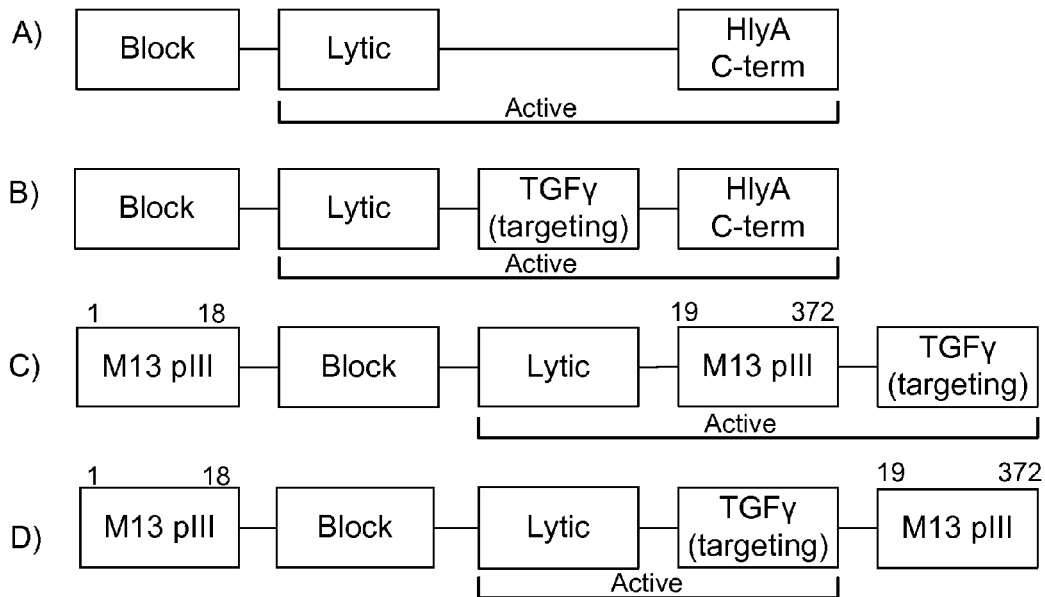 A)
Block
Lytic
HlyA
C-term
Active
B)
Block
Lytic
TGFγ
(targeting)
HlyA
C-term
Active
C)
1 18
M13 pIII
Block
Lytic
19 372
M13 pIII
TGFγ
(targeting)
Active
D)
1 18
M13 pIII
Block
Lytic
TGFγ
(targeting)
19 372
M13 pIII
Active